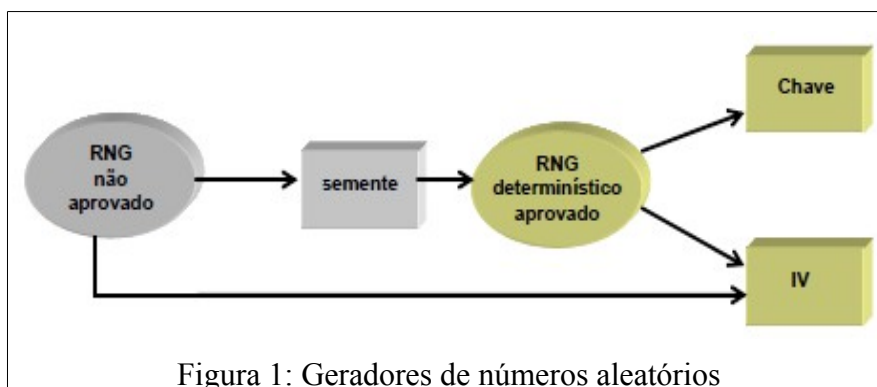 Chave
RNG
não
aprovado
semente
RNG
determinístico
aprovado
IV
Figura 1: Geradores de números aleatórios